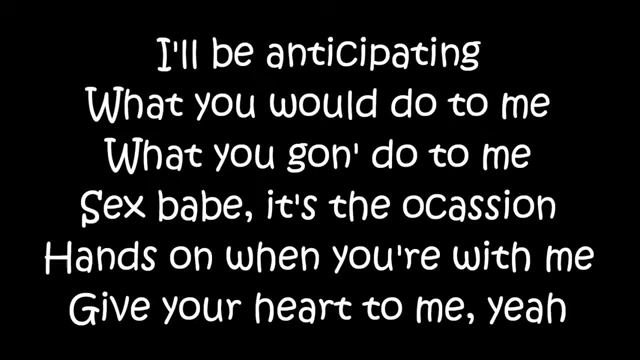 I'll be anticipating
What you would do to me
What you gon' do to me
Sex babe, it's the ocassion
Hands on when you're with me
Give your heart to me, yeah